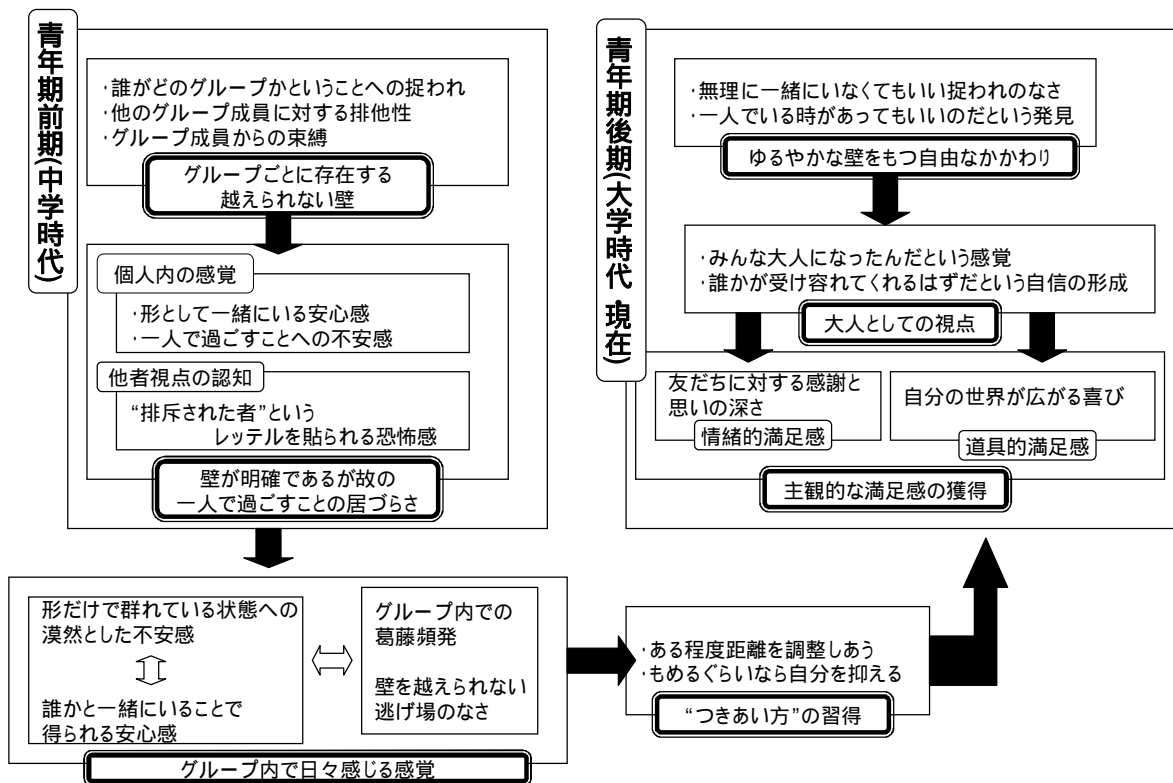 青年期前期(中学時代)
・誰がどのグループかということへの捉われ
・他のグループ成員に対する排他性
・グループ成員からの束縛
グループごとに存在する
越えられない壁
個人内の感覚
・形として一緒にいる安心感
・一人で過ごすことへの不安感
他者視点の認知
“排斥された者”という
レッテルを貼られる恐怖感
壁が明確であるが故の
一人で過ごすことの居づらさ
形だけで群れている状態への
漠然とした不安感
誰かと一緒にいることで
得られる安心感
グループ内での
葛藤頻発
壁を越えられない
逃げ場のなさ
グループ内で日々感じる感覚
・ある程度距離を調整しあう
・もめるぐらいなら自分を抑える
“つきあい方”の習得
青年期後期(大学時代・現在)
・無理に一緒にいなくてもいい捉われのなさ
・一人でいる時があってもいいのだという発見
ゆるやかな壁をもつ自由なかかわり
・みんな大人になったんだという感覚
・誰かが受け容れてくれるはずだという自信の形成
大人としての視点
友だちに対する感謝と
思いの深さ
情緒的満足感
自分の世界が広がる喜び
道具的満足感
主観的な満足感の獲得